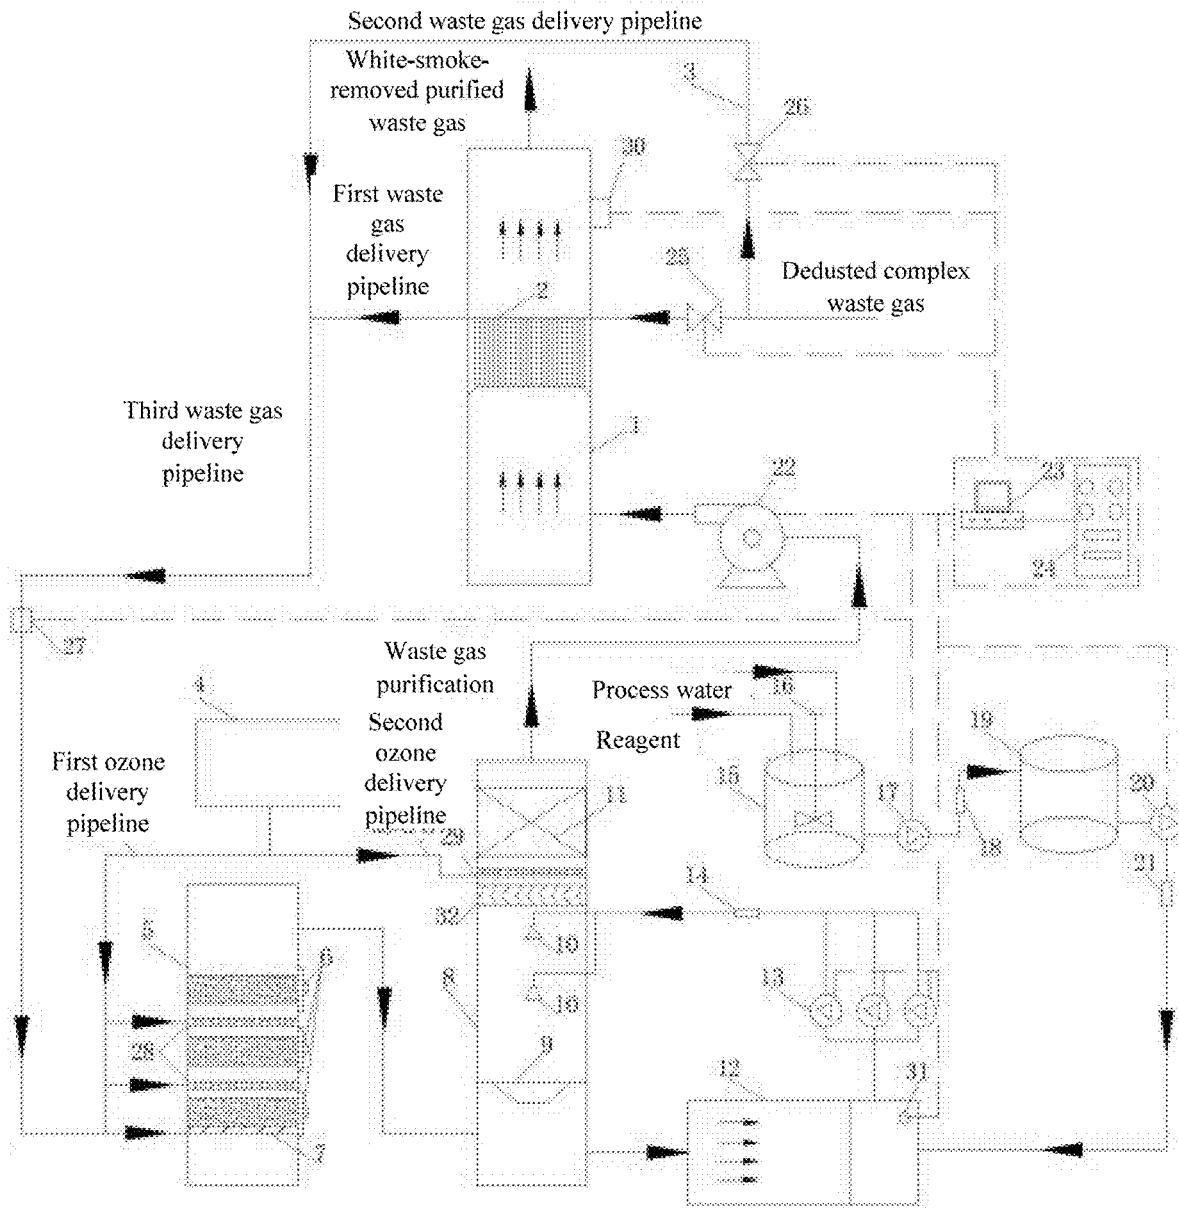 Second waste gas delivery pipeline
White-smoke-
removed purified
waste gas
3
26
30
First waste
gas
delivery
pipeline
25
2
Dedusted complex
waste gas
Third waste gas
delivery
pipeline
1
22
23
24
27
Waste gas
purification
4
Process water
16
Second
ozone
delivery
pipeline
Reagent
First ozone
delivery
pipeline
19
15
11
17
20
18
29
21
14
32
5
10
6
8
13
10
9
28
12
31
7